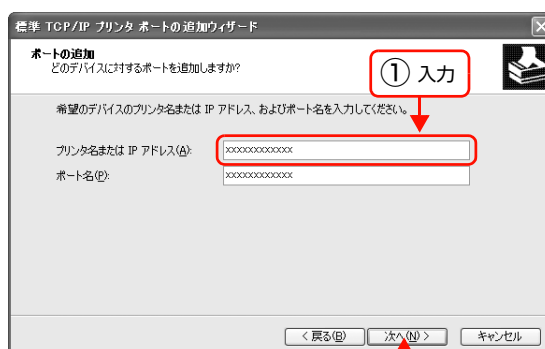 標準 TCP/IP プリンタ ポートの追加ウィザード
ポートの追加
どのデバイスに対するポートを追加しますか?
① 入力
希望のデバイスのプリンタ名または IP アドレス、およびポート名を入力してください。
プリンタ名または IP アドレス(A): xxxxxxxxxxxx
ポート名(P): xxxxxxxxxxxx
< 戻る(B) 次へ(N) > キャンセル